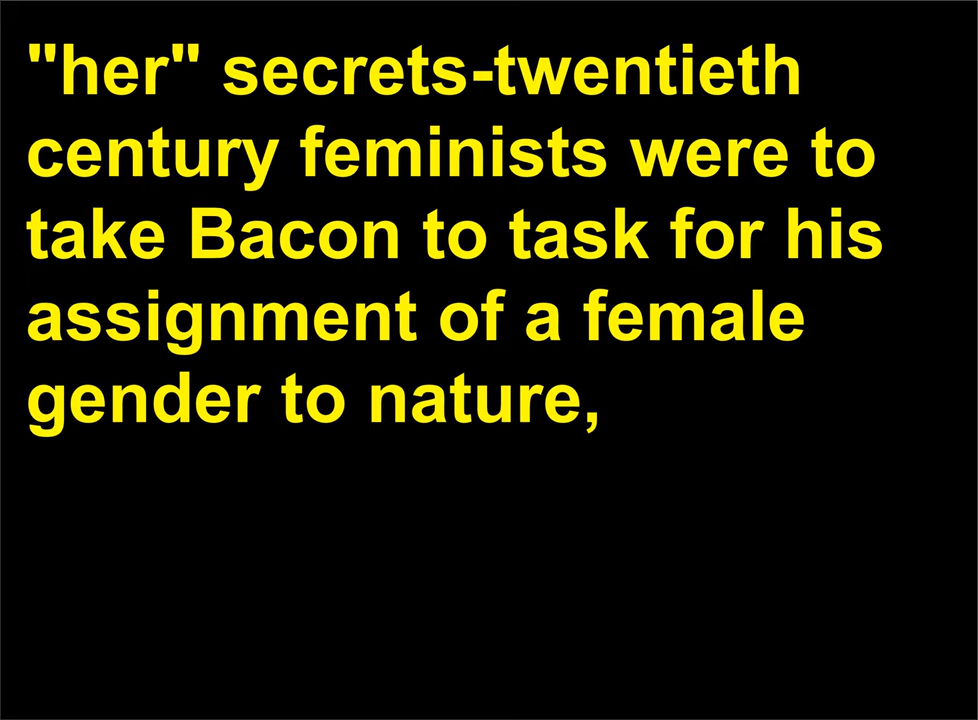 "her" secrets-twentieth
century feminists were to
take Bacon to task for his
assignment of a female
gender to nature,